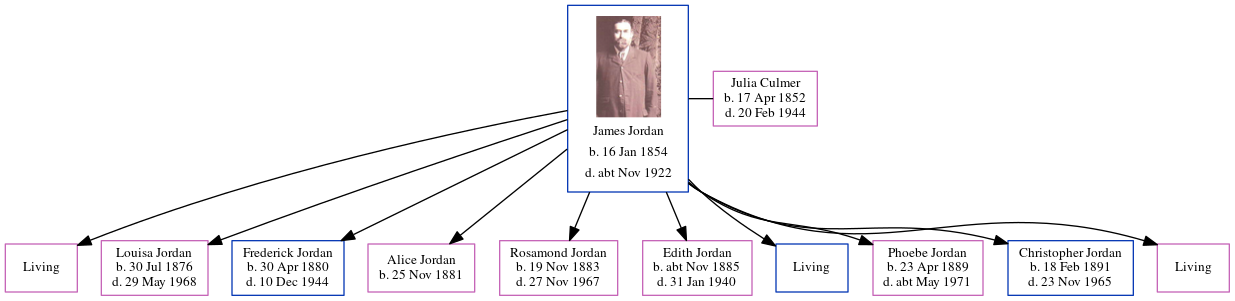 James Jordan
b. 16 Jan 1854
d. abt Nov 1922
Julia Culmer
b. 17 Apr 1852
d. 20 Feb 1944
Living
Louisa Jordan
b. 30 Jul 1876
d. 29 May 1968
Frederick Jordan
b. 30 Apr 1880
d. 10 Dec 1944
Alice Jordan
b. 25 Nov 1881
Rosamond Jordan
b. 19 Nov 1883
d. 27 Nov 1967
Edith Jordan
b. abt Nov 1885
d. 31 Jan 1940
Living
Phoebe Jordan
b. 23 Apr 1889
d. abt May 1971
Christopher Jordan
b. 18 Feb 1891
d. 23 Nov 1965
Living